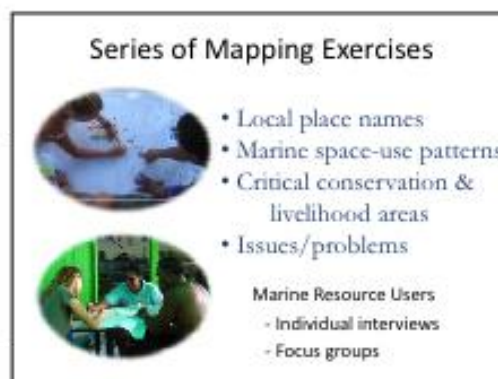 Series of Mapping Exercises
• Local place names
• Marine space-use patterns
• Critical conservation &
livelihood areas
• Issues/problems
Marine Resource Users
- Individual interviews
- Focus groups